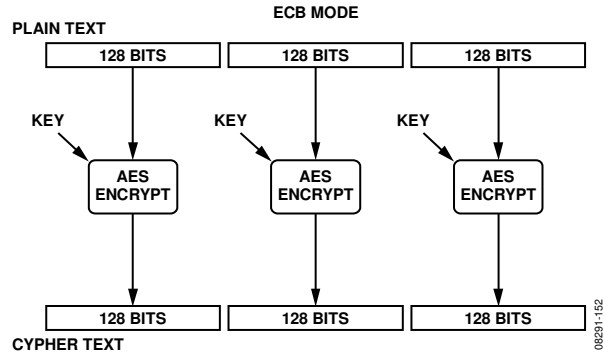 ECB MODE
PLAIN TEXT
128 BITS 128 BITS 128 BITS
KEY KEY KEY
AES AES AES
ENCRYPT ENCRYPT ENCRYPT
128 BITS 128 BITS 128 BITS
CYPHER TEXT
08291-152